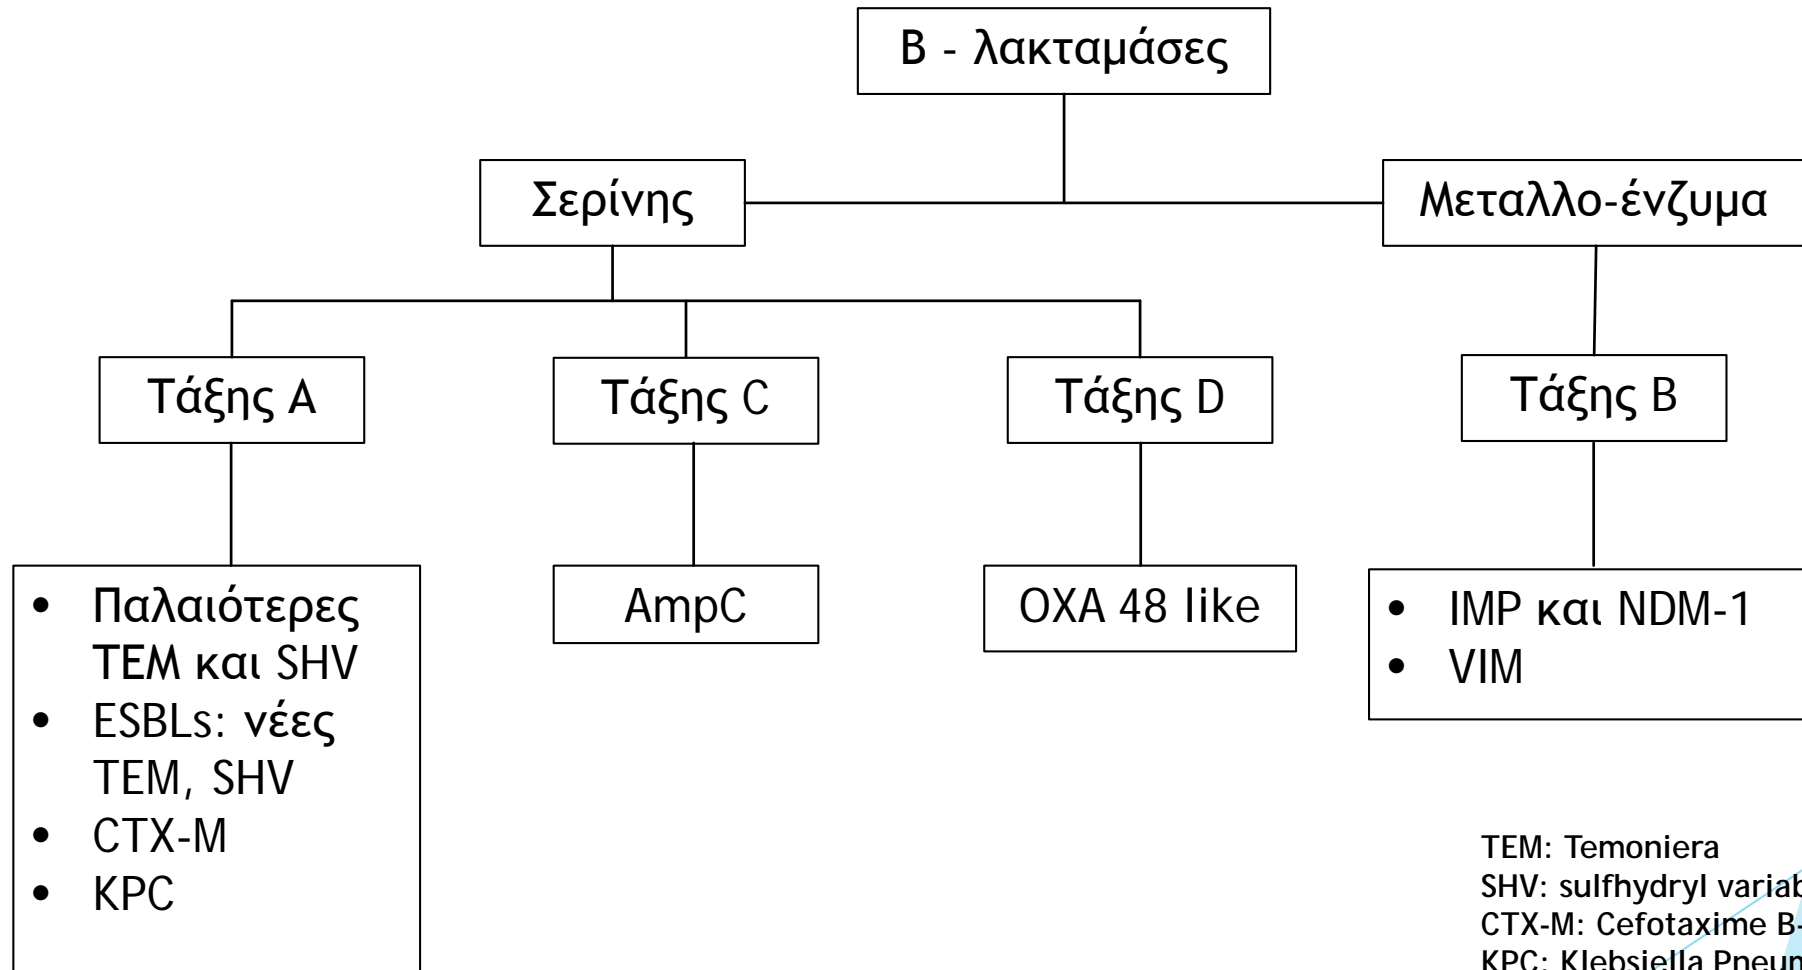 Β - λακταμάσες
Σερίνης
Μεταλλο-ένζυμα
Τάξης A
Τάξης C
Τάξης D
Τάξης B
• Παλαιότερες
ΤΕΜ και SHV
• ESBLs: νέες
TEM, SHV
• CTX-M
• KPC
AmpC
OXA 48 like
• IMP και NDM-1
• VIM
TEM: Temoniera
SHV: sulfhydryl
CTX-M: Cefotaxime B-
KPC: Klebsiella